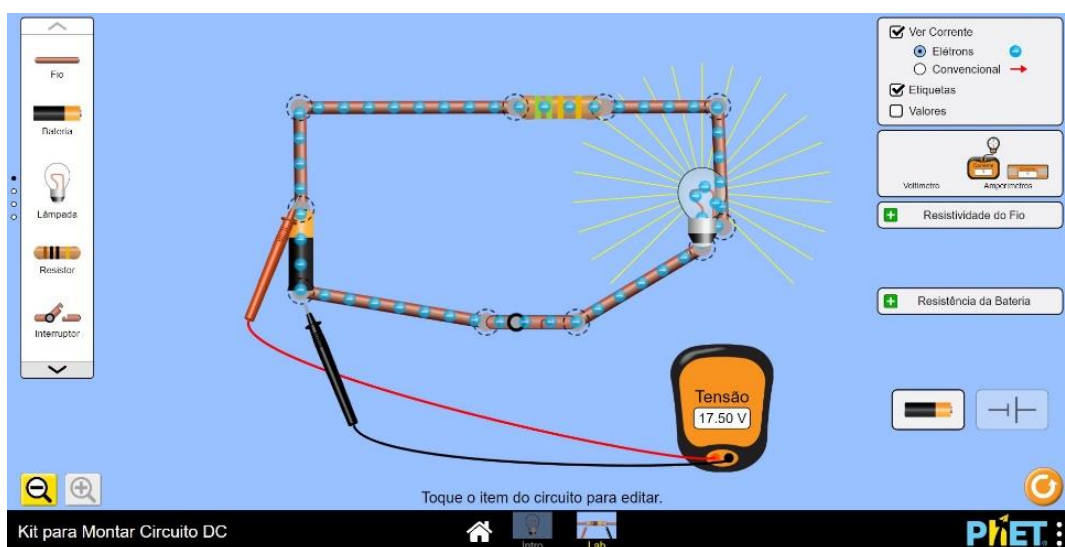 Fio
Bateria
Lâmpada
Resistor
Interruptor
Ver Corrente
Elétrons
Convencional
Etiquetas
Valores
Voltímetro
Amperímetros
Resistividade do Fio
Resistência da Bateria
Tensão
17.50 V
Toque o item do circuito para editar.
Kit para Montar Circuito DC
Intro
Lab
PhET